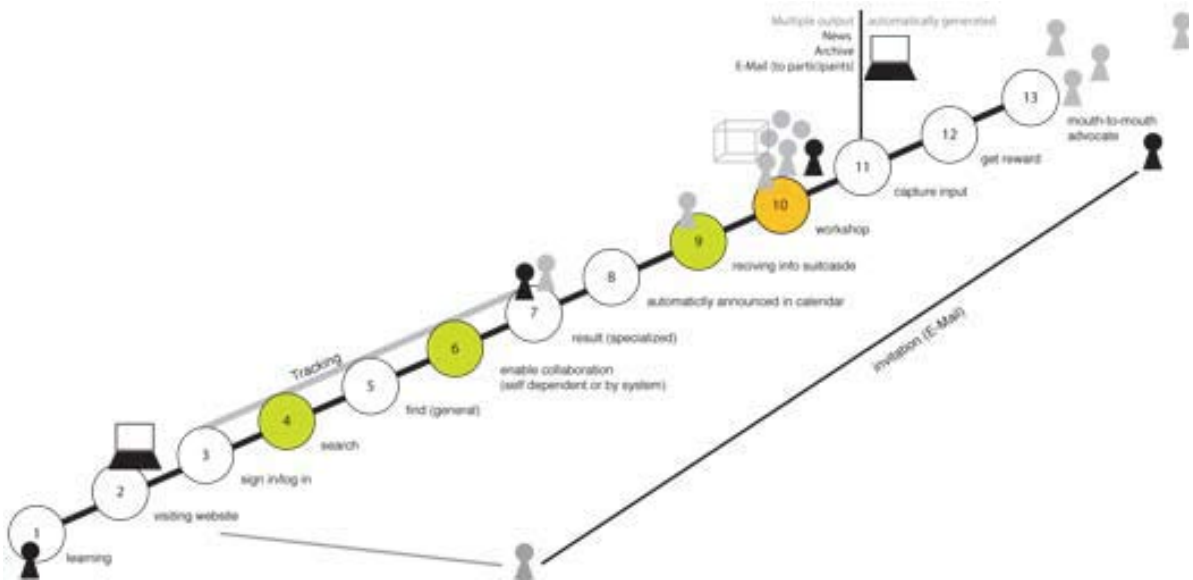 Multiple output automatically generated
News
Archive
E-Mail (to participants)
13
mouth-to-mouth
advocate
12
get reward
11
capture input
10
workshop
9
reciving into suitcasde
8
automaticlly announced in calendar
7
result (specialized)
Tracking
6
enable collaboration
(self dependent or by system)
5
find (general)
4
search
3
sign in/log in
2
visiting website
1
learning
invitation (E-Mail)